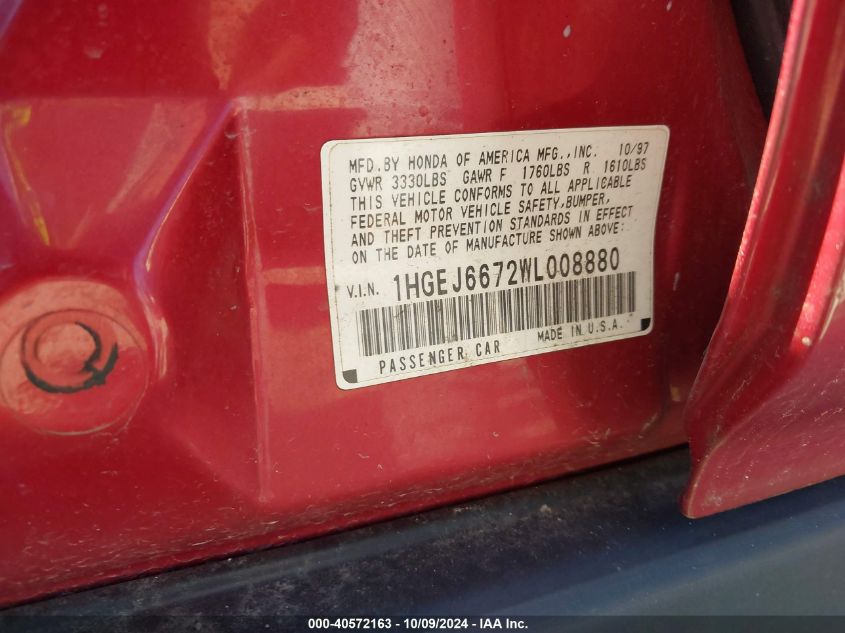 MFD.BY HONDA OF AMERICA MFG.,INC. 10/97
GVWR 3330LBS GAWR F 1760LBS R 1610LBS
THIS VEHICLE CONFORMS TO ALL APPLICABLE
FEDERAL MOTOR VEHICLE SAFETY,BUMPER,
AND THEFT PREVENTION STANDARDS IN EFFECT
ON THE DATE OF MANUFACTURE SHOWN ABOVE:
V.I.N. 1HGEJ6672WL008880
PASSENGER CAR MADE IN U.S.A.
000-40572163 - 10/09/2024 - IAA Inc.